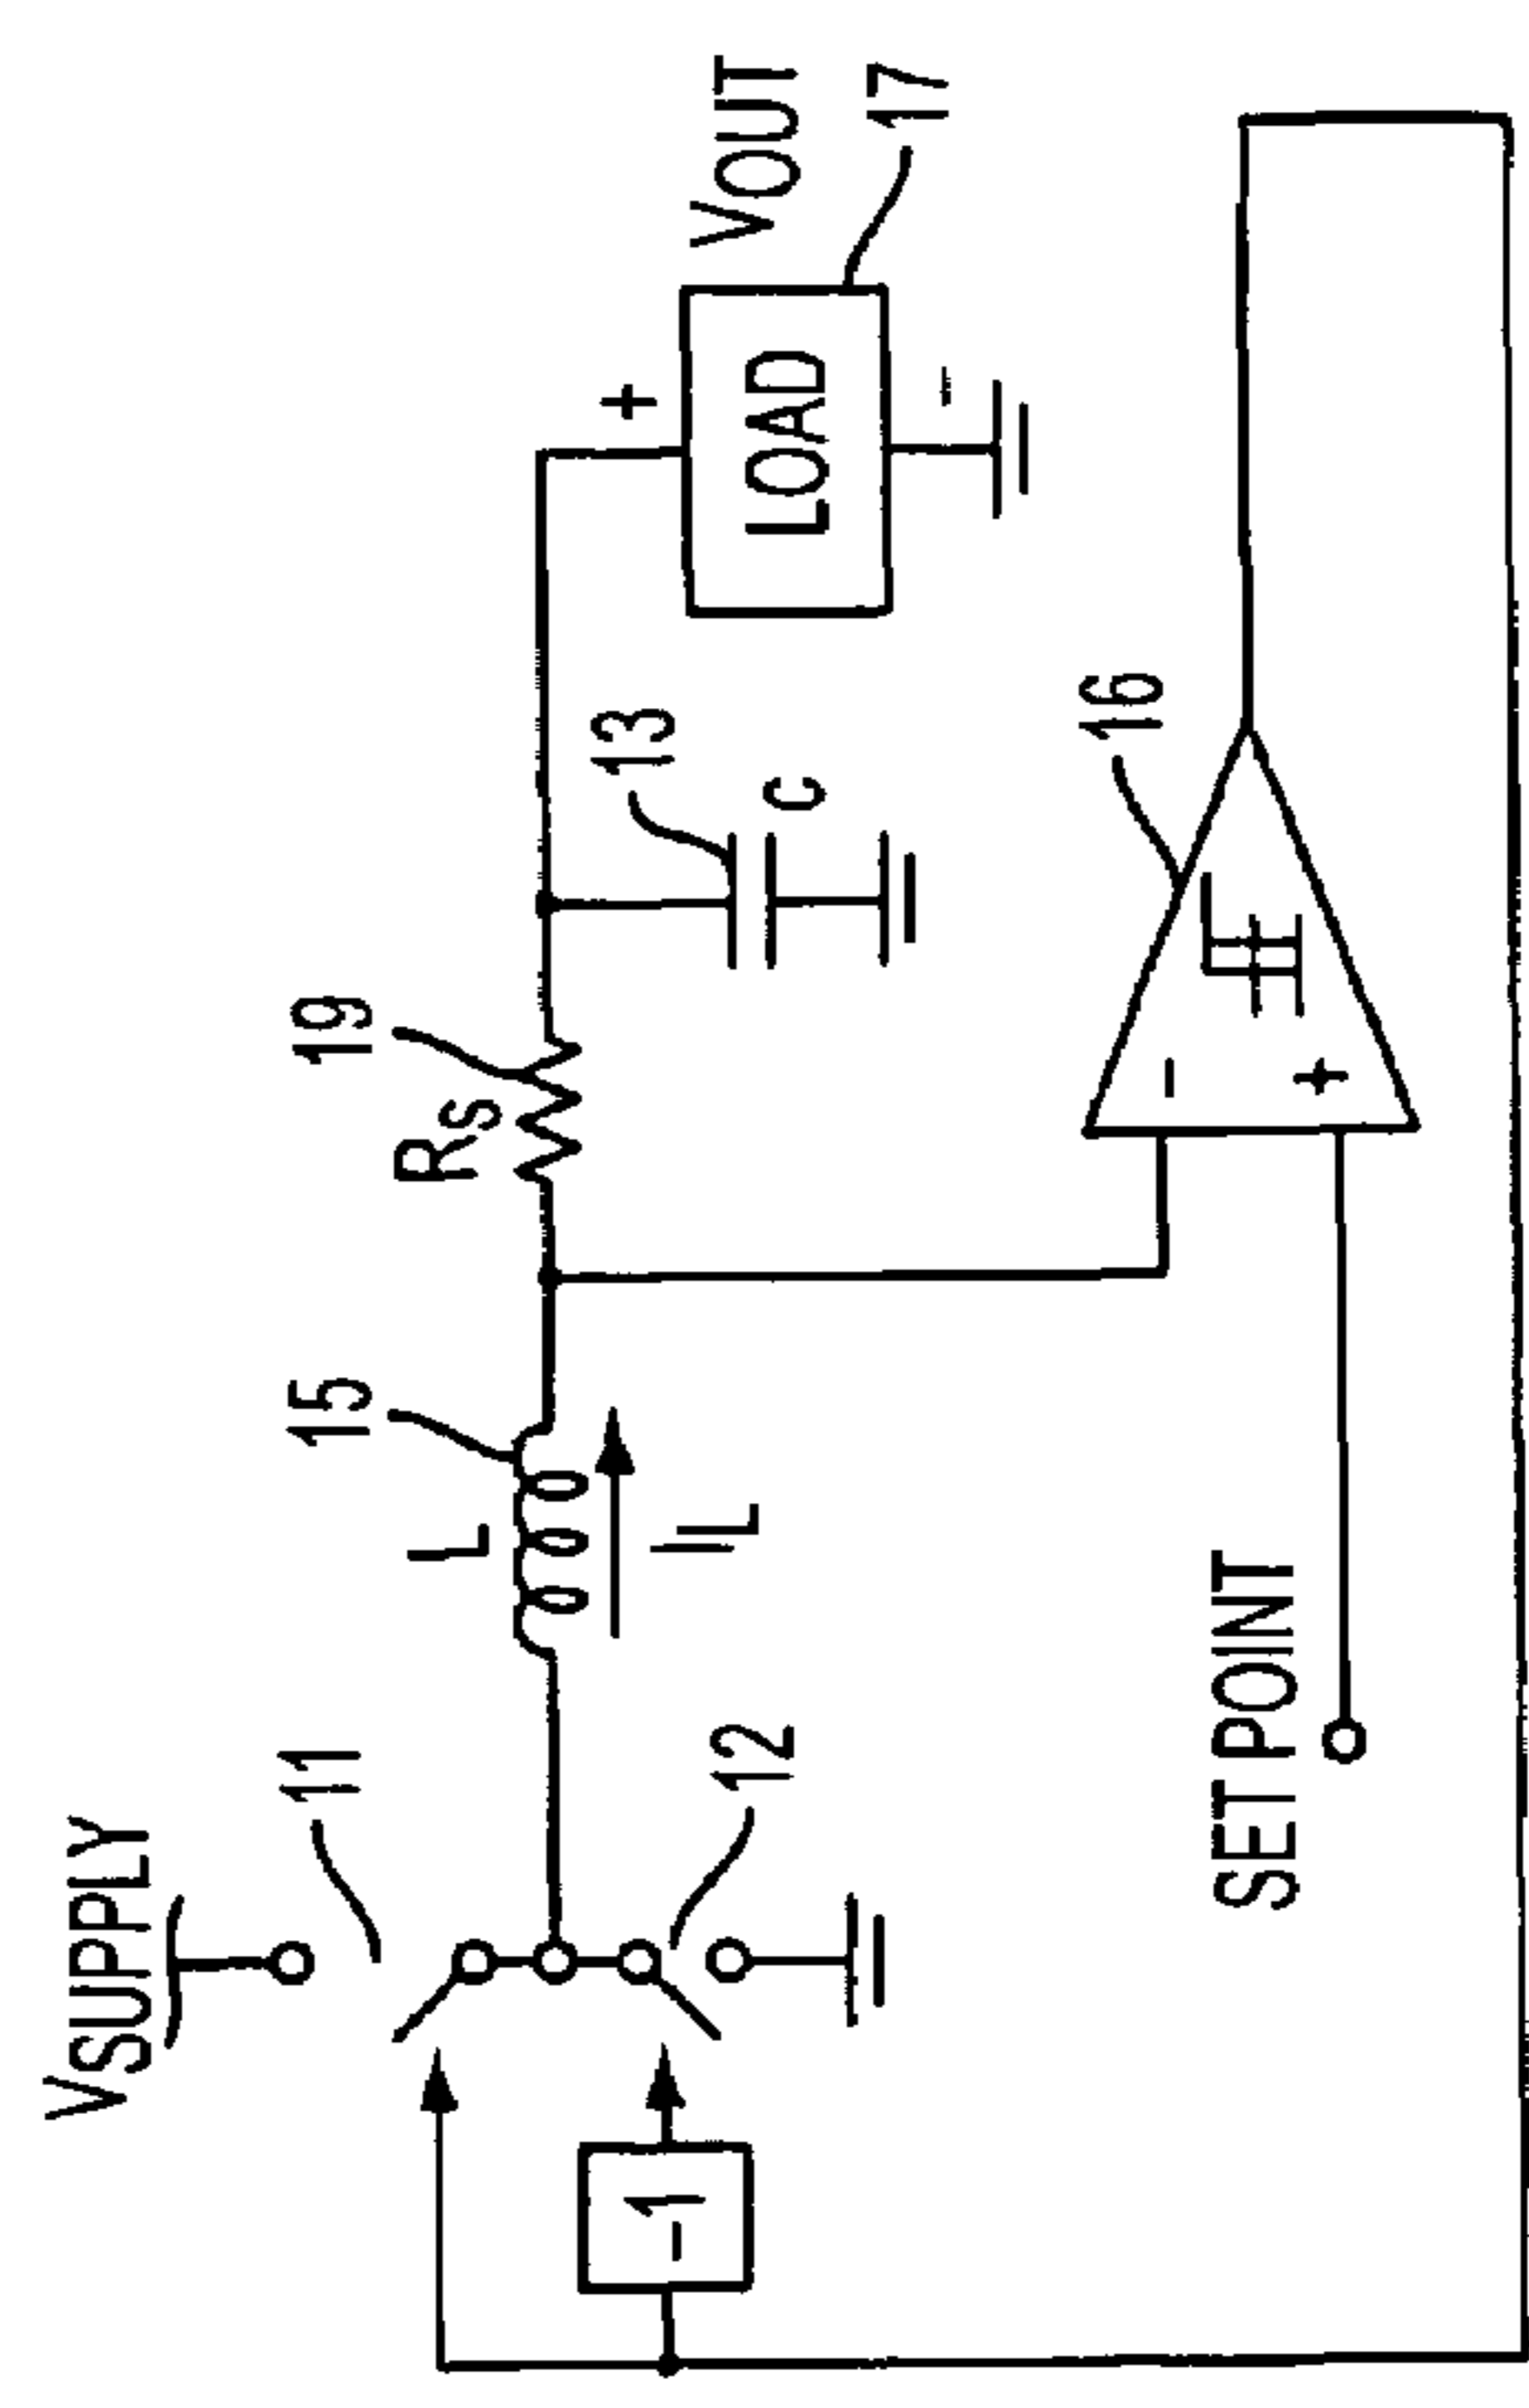 VSUPPLY
11
12
-1
L
15
IL
RS
19
13
C
+
LOAD
-
VOUT
17
SET POINT
-
+
16